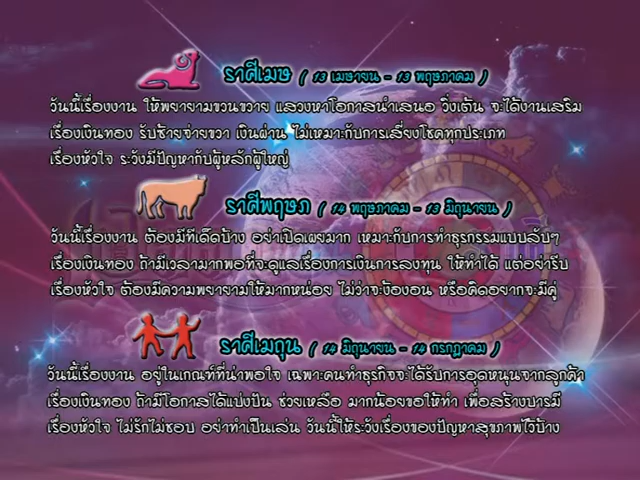 ราศีเมษ ( 13 เมษายน - 13 พฤษภาคม )
วันนี้เรื่องงาน ให้พยายามขวนขวาย แสวงหาโอกาสนำเสนอ วิ่งเต้น จะได้งานเสริม
เรื่องเงินทอง รับซ้ายจ่ายขวา เงินผ่าน ไม่เหมาะกับการเสี่ยงโชคทุกประเภท
เรื่องหัวใจ ระวังมีปัญหากับผู้หลักผู้ใหญ่
ราศีพฤษภ ( 14 พฤษภาคม - 13 มิถุนายน )
วันนี้เรื่องงาน ต้องมีทีเด็ดบ้าง อย่าเปิดเผยมาก เหมาะกับการทำธุรกรรมแบบลับๆ
เรื่องเงินทอง ถ้ามีเวลามากพอที่จะดูแลเรื่องการเงินการลงทุน ให้ทำได้ แต่อย่ารีบ
เรื่องหัวใจ ต้องมีความพยายามให้มากหน่อย ไม่ว่าจะง้องอน หรือคิดอยากจะมีคู่
ราศีเมถุน ( 14 มิถุนายน - 14 กรกฎาคม )
วันนี้เรื่องงาน อยู่ในเกณฑ์ที่น่าพอใจ เฉพาะคนทำธุรกิจจะได้รับการอุดหนุนจากลูกค้า
เรื่องเงินทอง ถ้ามีโอกาสได้แบ่งปัน ช่วยเหลือ มากน้อยขอให้ทำ เพื่อสร้างบารมี
เรื่องหัวใจ ไม่รักไม่ชอบ อย่าทำเป็นเล่น วันนี้ให้ระวังเรื่องของปัญหาสุขภาพไว้บ้าง